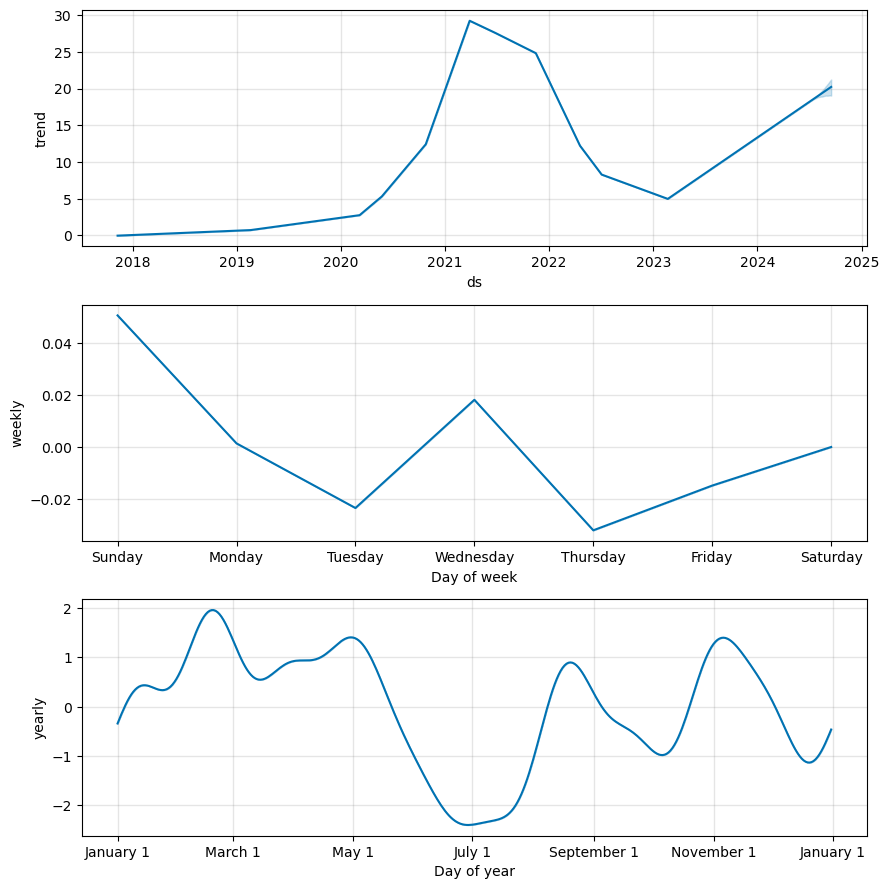 30
25
20
15
10
5
0
trend
2018 2019 2020 2021 2022 2023 2024 2025
ds
0.04
0.02
0.00
−0.02
weekly
Sunday Monday Tuesday Wednesday Thursday Friday Saturday
Day of week
2
1
0
−1
−2
yearly
January 1 March 1 May 1 July 1 September 1 November 1 January 1
Day of year